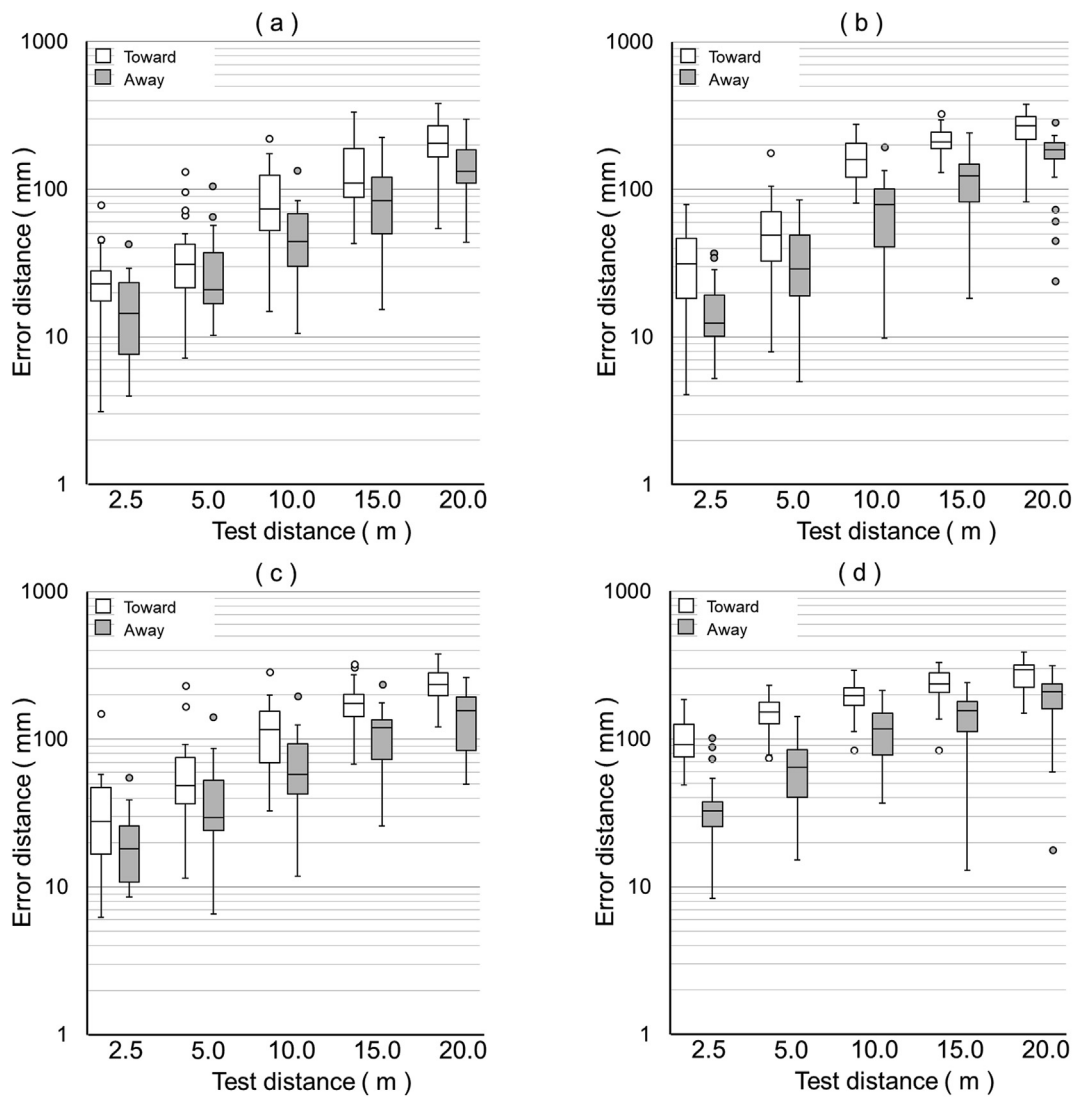 ( a )
1000
Toward
Away
100
10
1
Error distance ( mm )
2.5 5.0 10.0 15.0 20.0
Test distance ( m )
( b )
1000
Toward
Away
100
10
1
Error distance ( mm )
2.5 5.0 10.0 15.0 20.0
Test distance ( m )
( c )
1000
Toward
Away
100
10
1
Error distance ( mm )
2.5 5.0 10.0 15.0 20.0
Test distance ( m )
( d )
1000
Toward
Away
100
10
1
Error distance ( mm )
2.5 5.0 10.0 15.0 20.0
Test distance ( m )